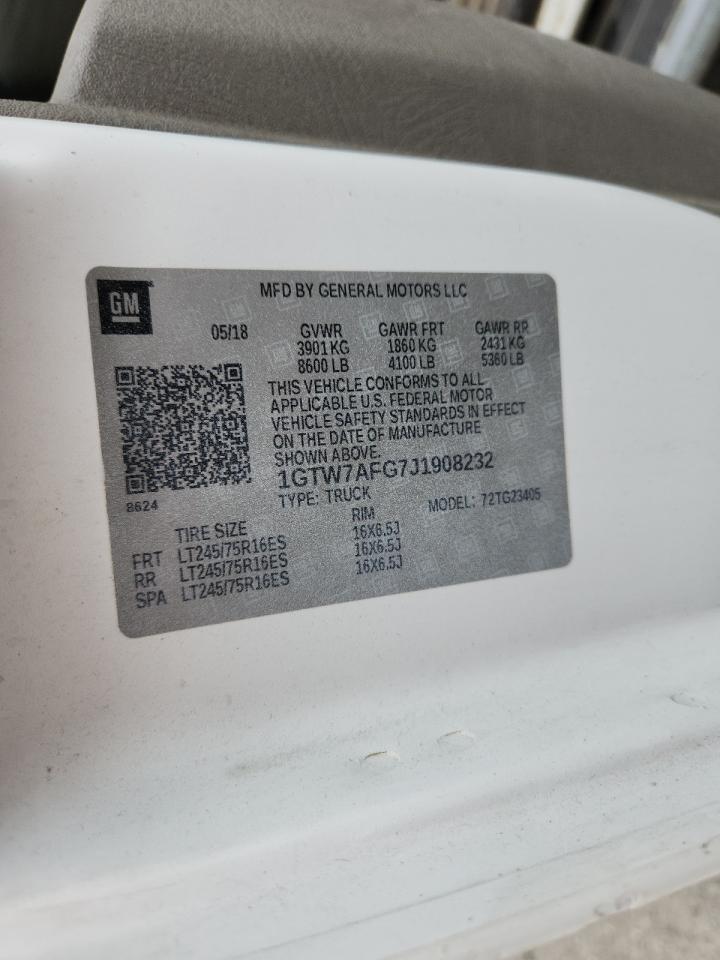 GM
MFD BY GENERAL MOTORS LLC
05/18 GVWR GAWR FRT GAWR RR
3901 KG 1860 KG 2431 KG
8600 LB 4100 LB 5360 LB
THIS VEHICLE CONFORMS TO ALL
APPLICABLE U.S. FEDERAL MOTOR
VEHICLE SAFETY STANDARDS IN EFFECT
ON THE DATE OF MANUFACTURE
SHOWN ABOVE.
1GTW7AFG7J1908232
8624
TYPE: TRUCK MODEL: 72TG23405
TIRE SIZE RIM
FRT LT245/75R16ES 16X6.5J
RR LT245/75R16ES 16X6.5J
SPA LT245/75R16ES 16X6.5J